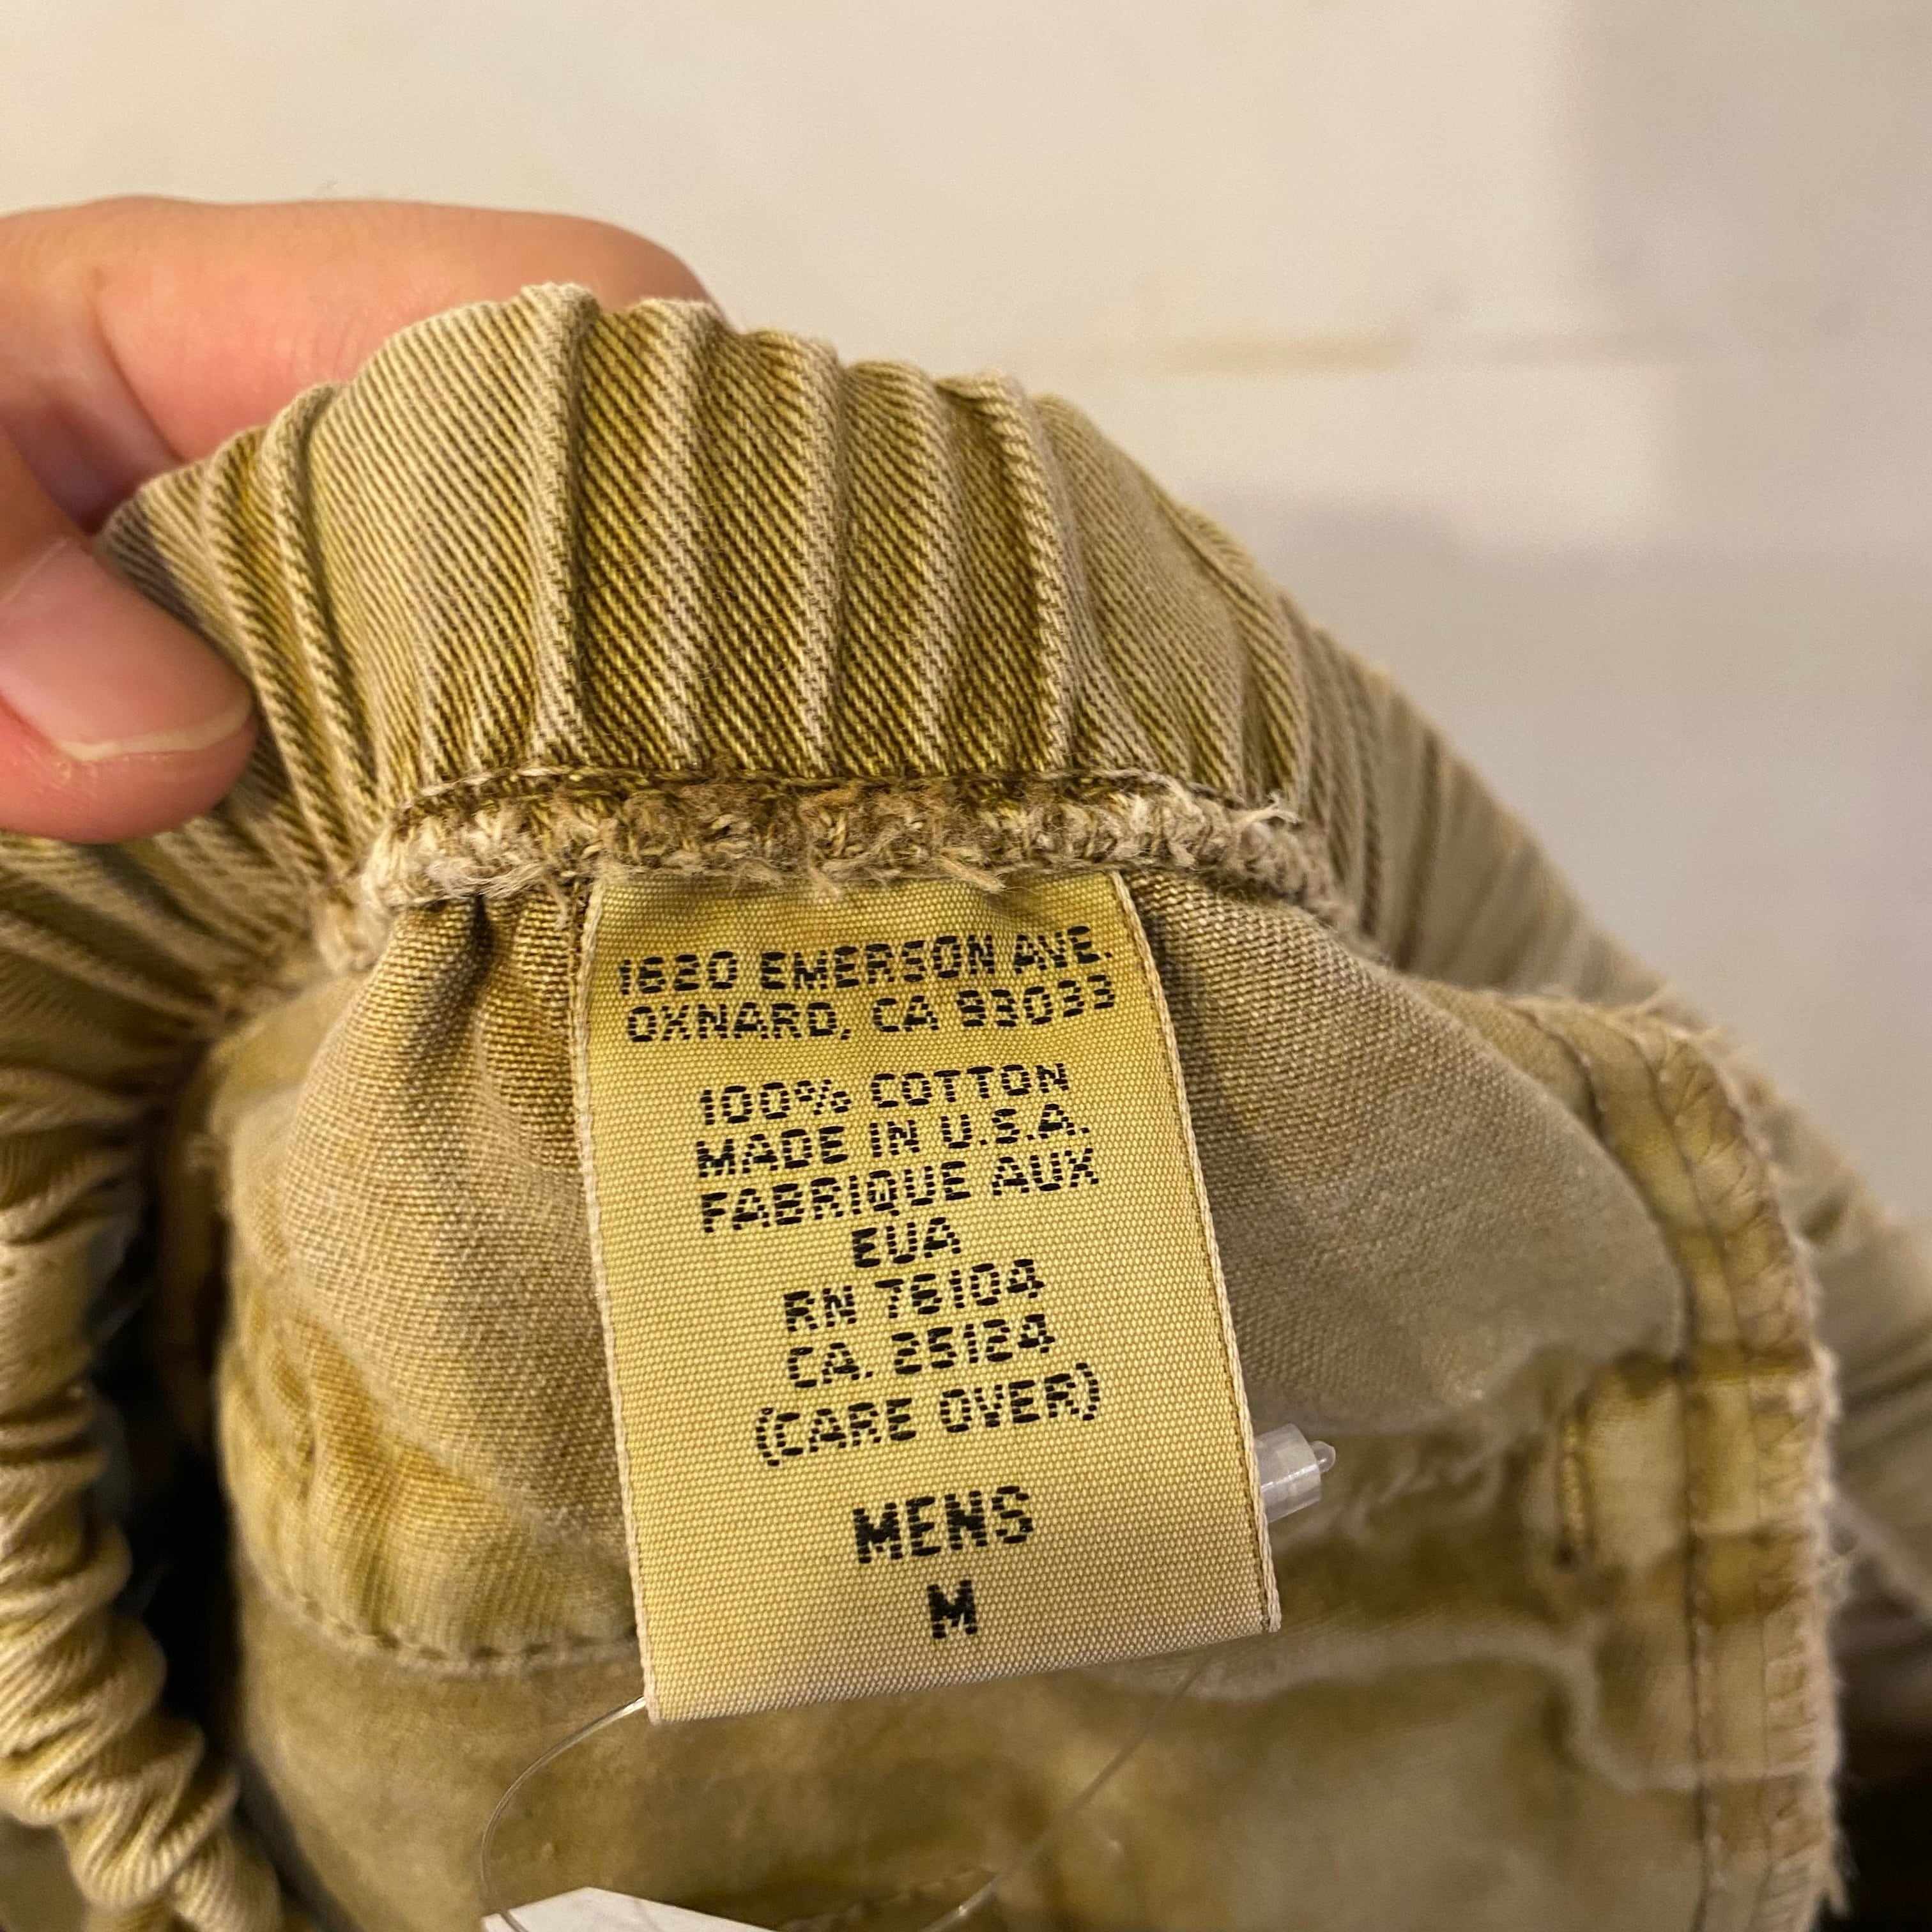 1620 EMERSON AVE.
OXNARD, CA 93033
100% COTTON
MADE IN U.S.A.
FABRIQUE AUX
EUA
RN 76104
CA. 25124
(CARE OVER)
MENS
M